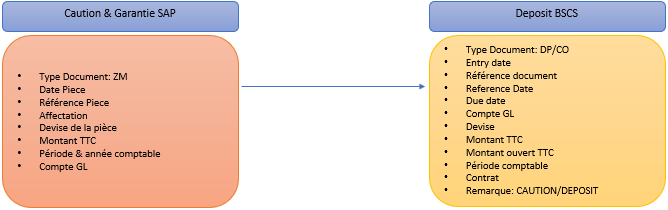 Caution & Garantie SAP
• Type Document: ZM
• Date Piece
• Référence Piece
• Affectation
• Devise de la pièce
• Montant TTC
• Période & année comptable
• Compte GL
Deposit BSCS
• Type Document: DP/CO
• Entry date
• Référence document
• Reference Date
• Due date
• Compte GL
• Devise
• Montant TTC
• Montant ouvert TTC
• Période comptable
• Contrat
• Remarque: CAUTION/DEPOSIT